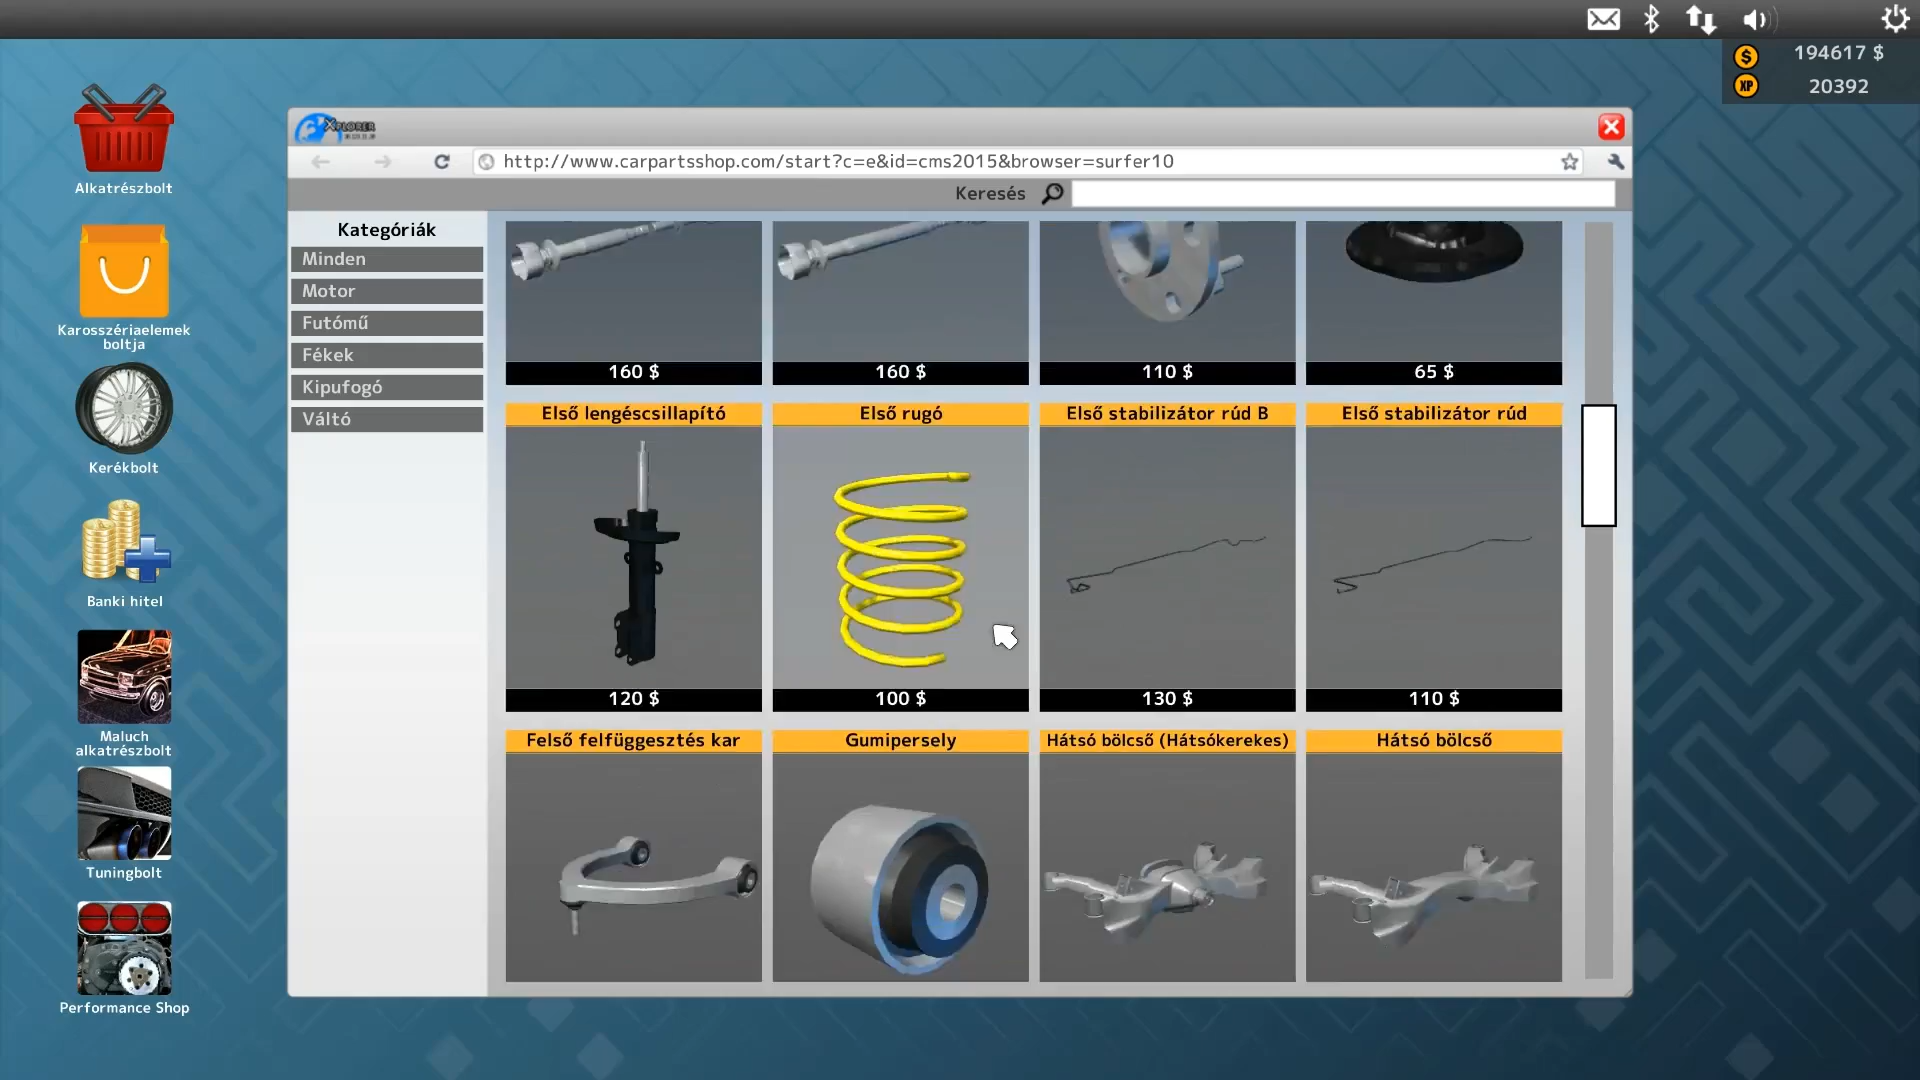 194617 $
XP
20392
XPLORER
http://www.carpartsshop.com/start?c=e&id=cms2015&browser=surfer10
Keresés
Alkatrészbolt
Karosszériaelemek
boltja
Kerékbolt
Banki hitel
Maluch
alkatrészbolt
Tuningbolt
Performance Shop
Kategóriák
Minden
Motor
Futómű
Fékek
Kipufogó
Váltó
160 $
160 $
110 $
65 $
Első lengéscsillapító
Első rugó
Első stabilizátor rúd B
Első stabilizátor rúd
120 $
100 $
130 $
110 $
Felső felfüggesztés kar
Gumipersely
Hátsó bölcső (Hátsókerekes)
Hátsó bölcső